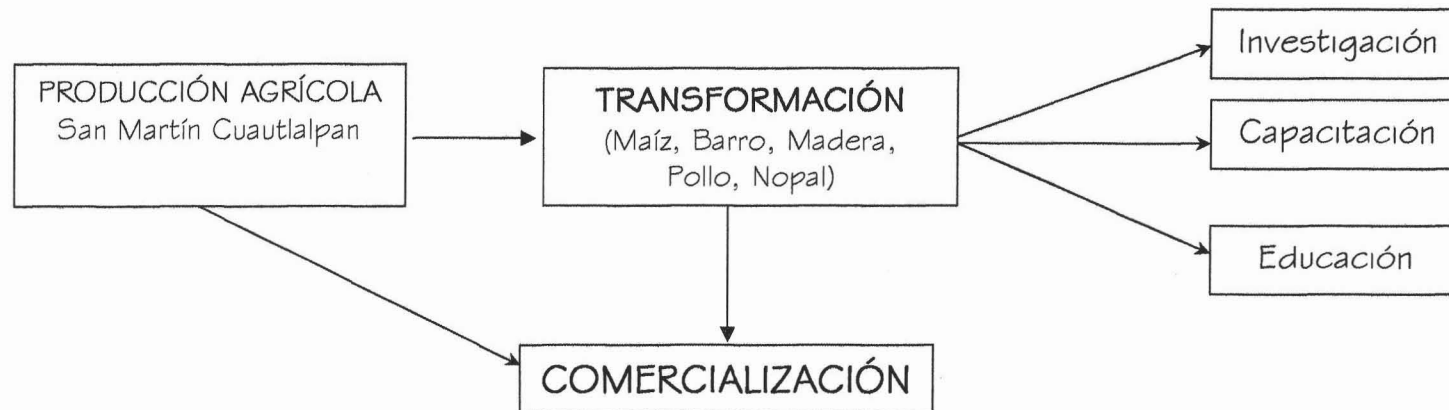 PRODUCCIÓN AGRÍCOLA
San Martín Cuautlalpan
TRANSFORMACIÓN
(Maíz, Barro, Madera,
Pollo, Nopal)
Investigación
Capacitación
Educación
COMERCIALIZACIÓN